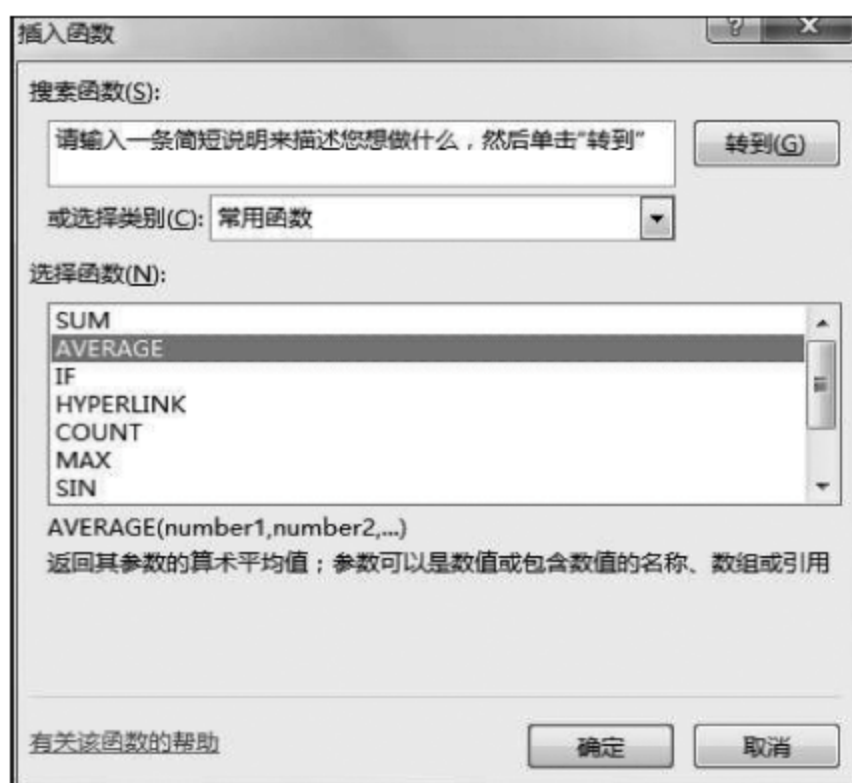 插入函数
搜索函数(S):
请输入一条简短说明来描述您想做什么，然后单击"转到"
转到(G)
或选择类别(C): 常用函数
选择函数(N):
SUM
AVERAGE
IF
HYPERLINK
COUNT
MAX
SIN
AVERAGE(number1,number2,...)
返回其参数的算术平均值；参数可以是数值或包含数值的名称、数组或引用
有关该函数的帮助
确定
取消